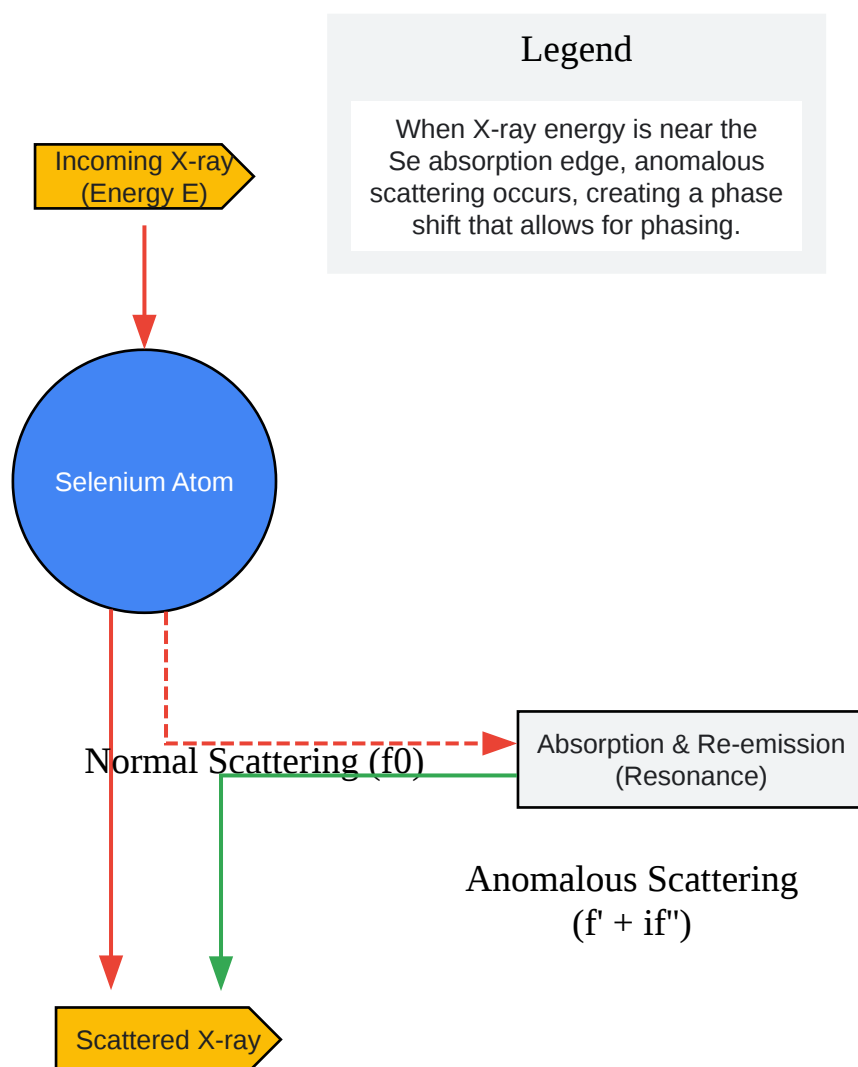 Legend
When X-ray energy is near the
Se absorption edge, anomalous
scattering occurs, creating a phase
shift that allows for phasing.
Incoming X-ray
(Energy E)
Selenium Atom
Normal Scattering (f0)
Absorption & Re-emission
(Resonance)
Anomalous Scattering
(f' + if")
Scattered X-ray